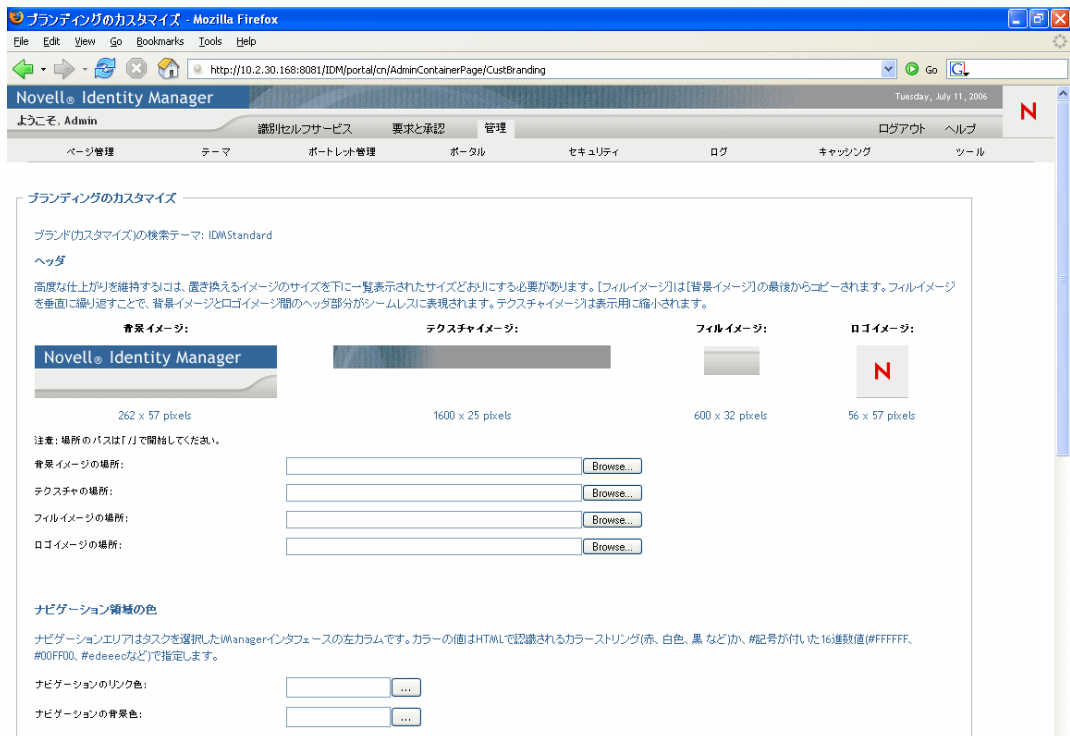 ブランディングのカスタマイズ - Mozilla Firefox
File Edit View Go Bookmarks Tools Help
http://10.2.30.168:8081/IDM/portal/cn/AdminContainerPage/CustBranding Go G
Novell® Identity Manager Tuesday, July 11, 2006
N
ようこそ, Admin
識別セルフサービス 要求と承認 管理 ログアウト ヘルプ
ページ管理 テーマ ポートレット管理 ポータル セキュリティ ログ キャッシング ツール
ブランディングのカスタマイズ
ブランド(カスタマイズ)の検索テーマ: IDMStandard
ヘッダ
高度な仕上がりを維持するには、置き換えるイメージのサイズを下に一覧表示されたサイズどおりにする必要があります。[フィルイメージ]は[背景イメージ]の最後からコピーされます。フィルイメージ
を垂直に繰り返すことで、背景イメージとロゴイメージ間のヘッダ部分がシームレスに表現されます。テクスチャイメージは表示用に縮小されます。
背景イメージ: テクスチャイメージ: フィルイメージ: ロゴイメージ:
Novell® Identity Manager
N
262 x 57 pixels 1600 x 25 pixels 600 x 32 pixels 56 x 57 pixels
注意: 場所のパスは「/」で開始してください。
背景イメージの場所: Browse...
テクスチャの場所: Browse...
フィルイメージの場所: Browse...
ロゴイメージの場所: Browse...
ナビゲーション領域の色
ナビゲーションエリアはタスクを選択したiManagerインタフェースの左カラムです。カラーの値はHTMLで認識されるカラーストリング(赤、白色、黒 など)か、#記号が付いた16進数値(#FFFFFF、
#00FF00、#edeeecなど)で指定します。
ナビゲーションのリンク色: ...
ナビゲーションの背景色: ...